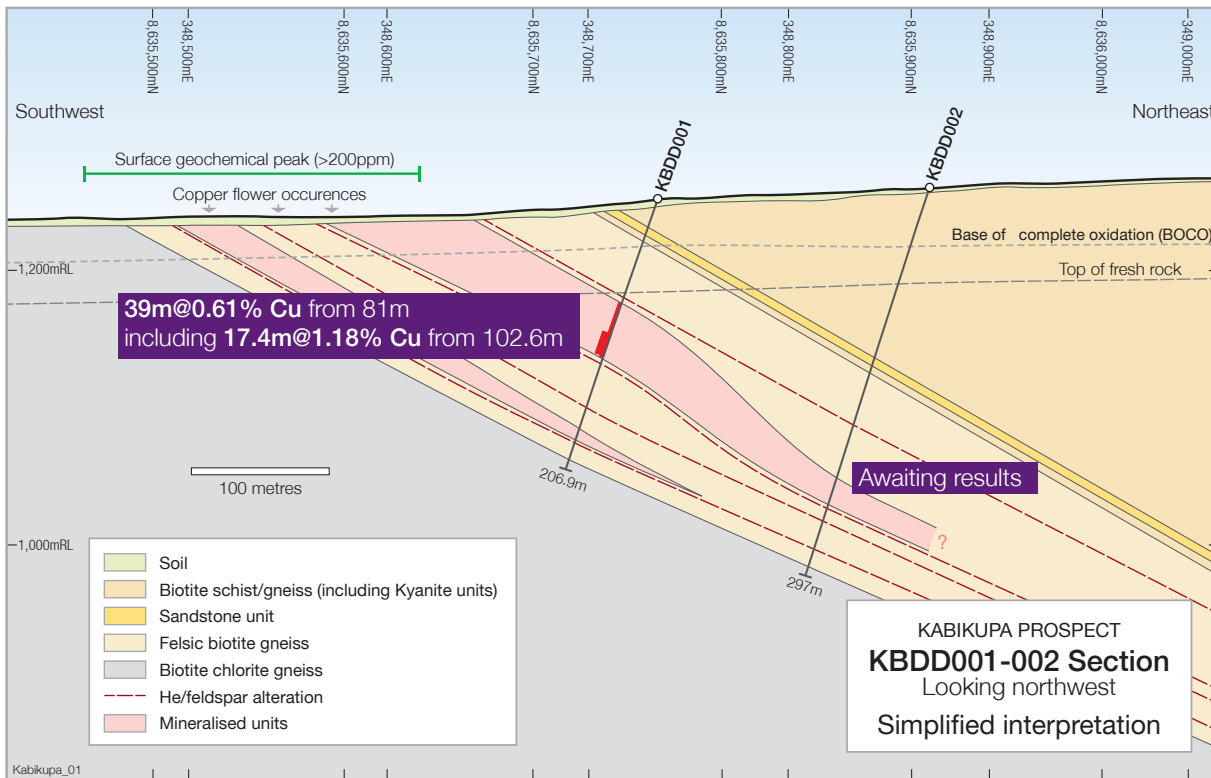 8,635,500mN
348,500mE
8,635,600mN
348,600mE
8,635,700mN
348,700mE
8,635,800mN
348,800mE
8,635,900mN
348,900mE
8,636,000mN
349,000mE
Southwest
Northeast
Surface geochemical peak (>200ppm)
Copper flower occurences
KBDD001
KBDD002
Base of complete oxidation (BOCO)
1,200mRL
Top of fresh rock
39m@0.61% Cu from 81m
including 17.4m@1.18% Cu from 102.6m
100 metres
206.9m
Awaiting results
1,000mRL
?
297m
Soil
Biotite schist/gneiss (including Kyanite units)
Sandstone unit
Felsic biotite gneiss
Biotite chlorite gneiss
He/feldspar alteration
Mineralised units
KABIKUPA PROSPECT
KBDD001-002 Section
Looking northwest
Simplified interpretation
Kabikupa_01